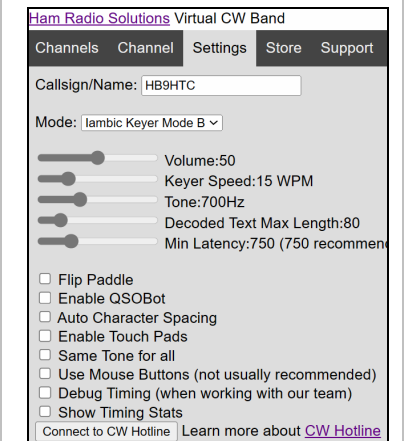 Ham Radio Solutions Virtual CW Band
Channels Channel Settings Store Support
Callsign/Name: HB9HTC
Mode: Iambic Keyer Mode B
Volume:50
Keyer Speed:15 WPM
Tone:700Hz
Decoded Text Max Length:80
Min Latency:750 (750 recommen
Flip Paddle
Enable QSOBot
Auto Character Spacing
Enable Touch Pads
Same Tone for all
Use Mouse Buttons (not usually recommended)
Debug Timing (when working with our team)
Show Timing Stats
Connect to CW Hotline Learn more about CW Hotline